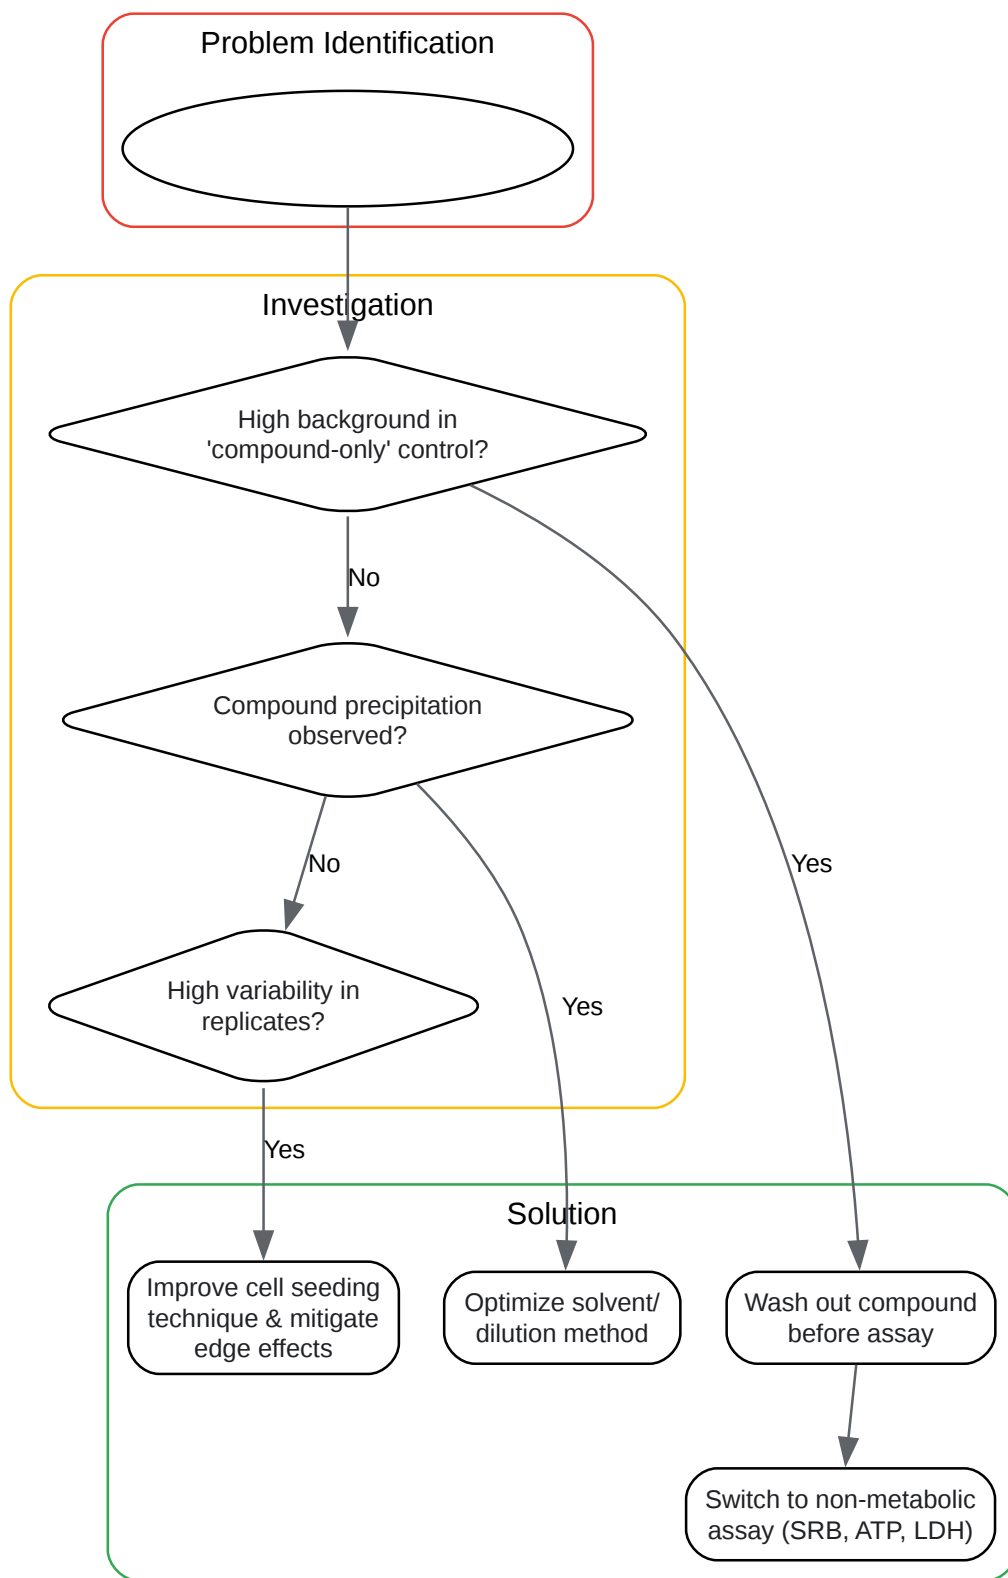 Problem Identification
Investigation
High background in
'compound-only' control?
No
Compound precipitation
observed?
No
Yes
High variability in
replicates?
Yes
Yes
Solution
Improve cell seeding
technique & mitigate
edge effects
Optimize solvent/
dilution method
Wash out compound
before assay
Switch to non-metabolic
assay (SRB, ATP, LDH)